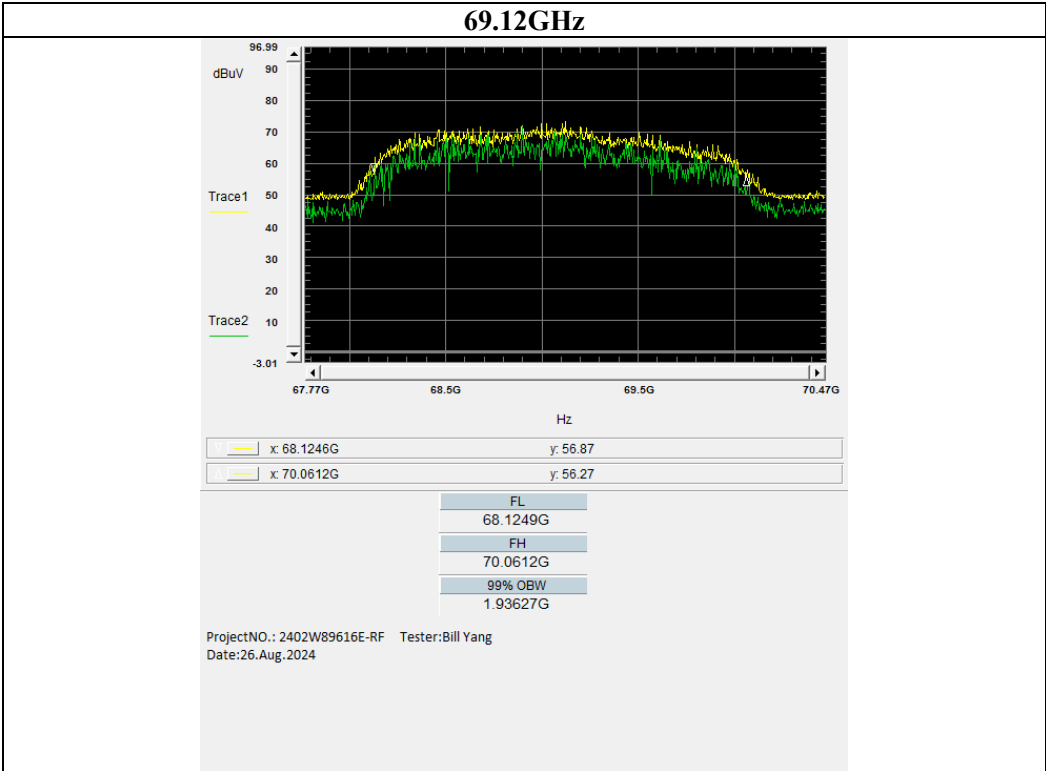 69.12GHz
96.99
dBuV
90
80
70
60
Trace1
50
40
30
20
Trace2
10
-3.01
67.77G 68.5G 69.5G 70.47G
Hz
x: 68.1246G y: 56.87
x: 70.0612G y: 56.27
FL
68.1249G
FH
70.0612G
99% OBW
1.93627G
ProjectNO.: 2402W89616E-RF Tester:Bill Yang
Date:26.Aug.2024